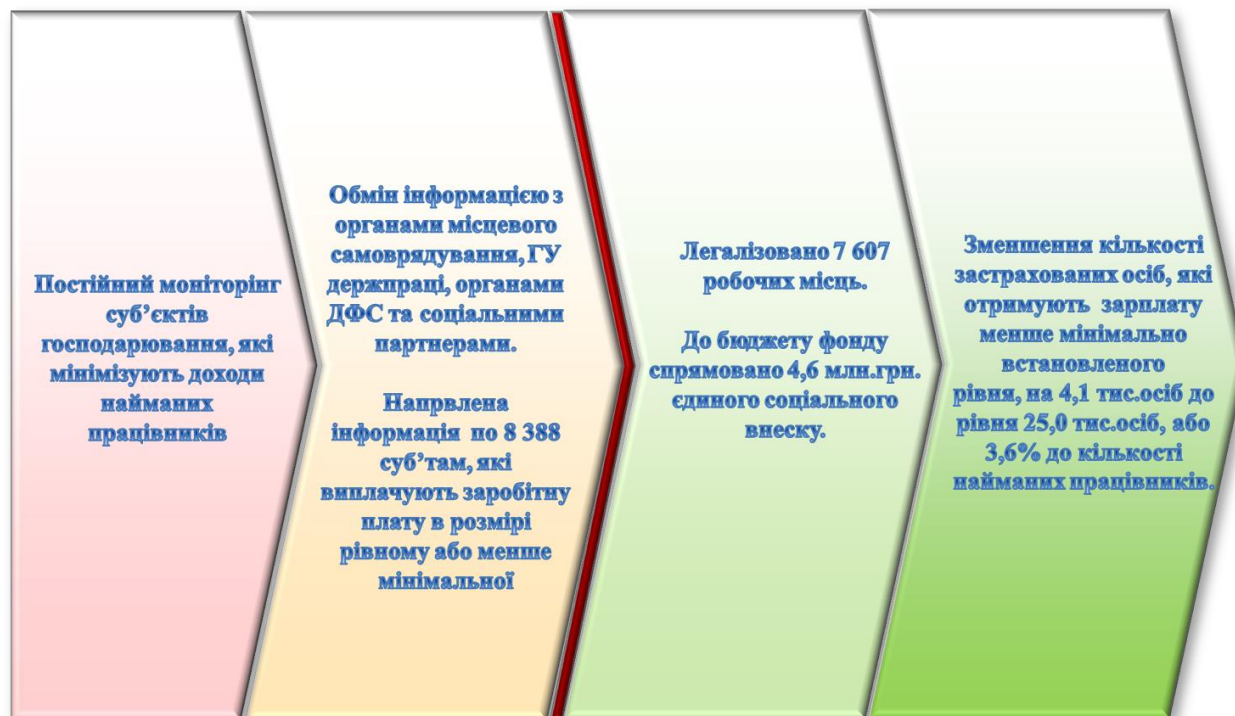 Постійний моніторинг
суб’єктів
господарювання, які
мінімізують доходи
найманих
працівників
Обмін інформацією з
органами місцевого
самоврядування, ГУ
держпраці, органами
ДФС та соціальними
партнерами.
Напрвлена
інформація  по 8 388
суб’там, які
виплачують заробітну
плату в розмірі
рівному або менше
мінімальної
Легалізовано 7 607
робочих місць.
До бюджету фонду
спрямовано 4,6 млн.грн.
єдиного соціального
внеску.
Зменшення кількості
застрахованих осіб, які
отримують  зарплату
менше мінімально
встановленого
рівня, на 4,1 тис.осіб до
рівня 25,0 тис.осіб, або
3,6% до кількості
найманих працівників.